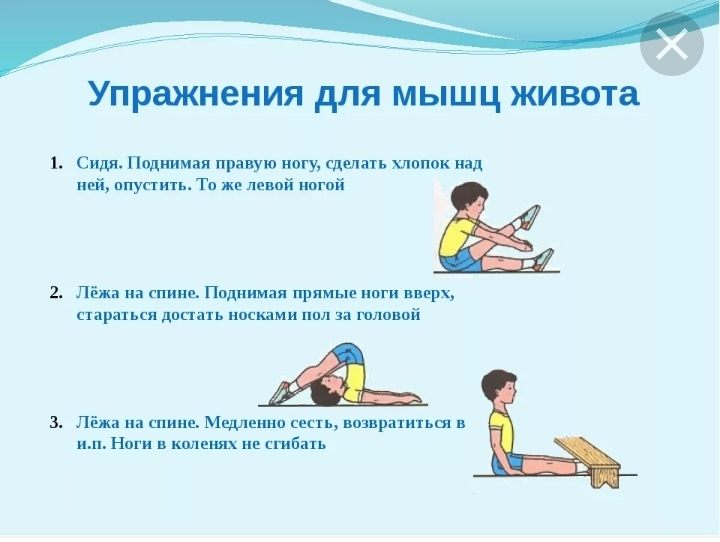 Упражнения для мышц живота
1. Сидя. Поднимая правую ногу, сделать хлопок над
ней, опустить. То же левой ногой
2. Лёжа на спине. Поднимая прямые ноги вверх,
стараться достать носками пол за головой
3. Лёжа на спине. Медленно сесть, возвратиться в
и.п. Ноги в коленях не сгибать